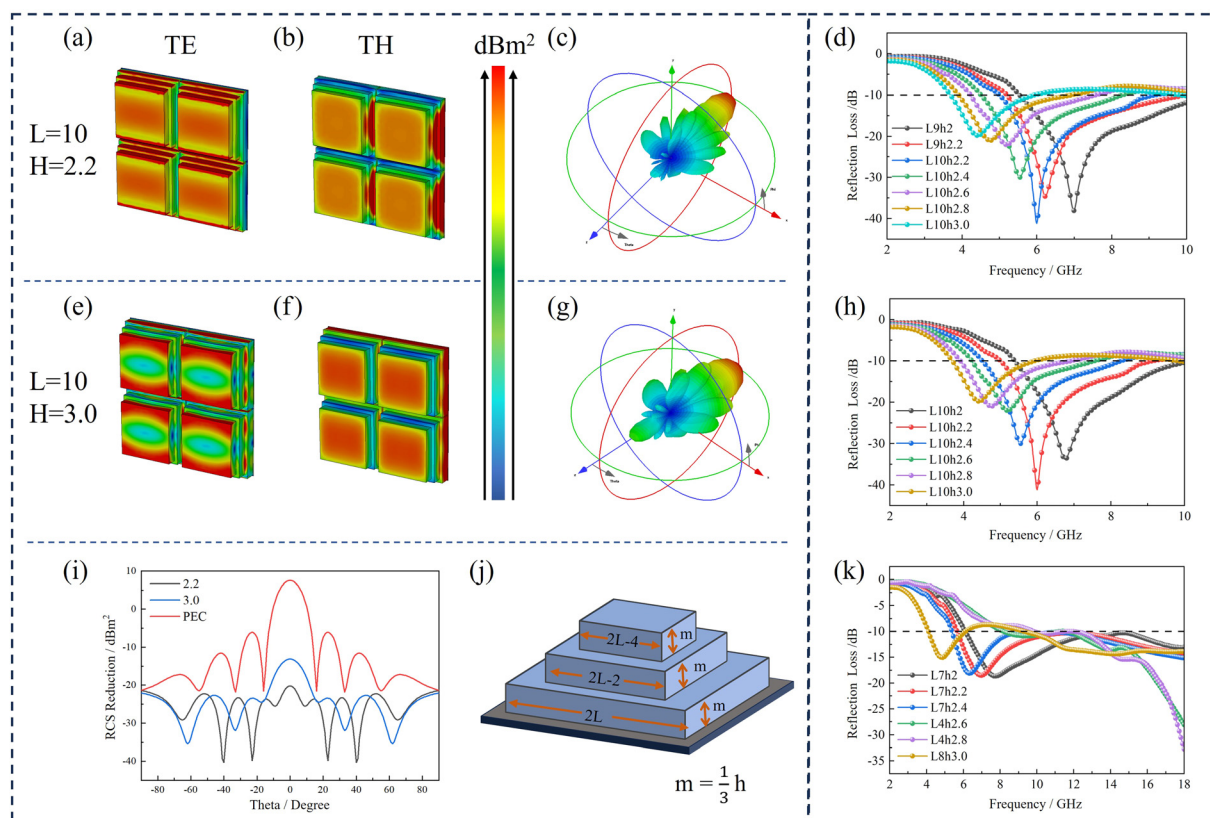 (a)
TE
(b)
TH
dBm²
(c)
L=10
H=2.2
(d)
Reflection Loss /dB
0
-10
-20
-30
-40
L9h2
L9h2.2
L10h2.2
L10h2.4
L10h2.6
L10h2.8
L10h3.0
2
4
6
8
10
Frequency / GHz
Theta
(e)
(f)
(g)
L=10
H=3.0
Theta
(h)
Reflection Loss /dB
0
-10
-20
-30
-40
L10h2
L10h2.2
L10h2.4
L10h2.6
L10h2.8
L10h3.0
2
4
6
8
10
Frequency / GHz
(i)
RCS Reduction / dBm²
10
0
-10
-20
-30
-40
2.2
3.0
PEC
-80
-60
-40
-20
0
20
40
60
80
Theta / Degree
(j)
2L-4
m
2L-2
m
2L
m
m = 1/3 h
(k)
Reflection Loss /dB
0
-5
-10
-15
-20
-25
-30
-35
L7h2
L7h2.2
L7h2.4
L4h2.6
L4h2.8
L8h3.0
2
4
6
8
10
12
14
16
18
Frequency / GHz